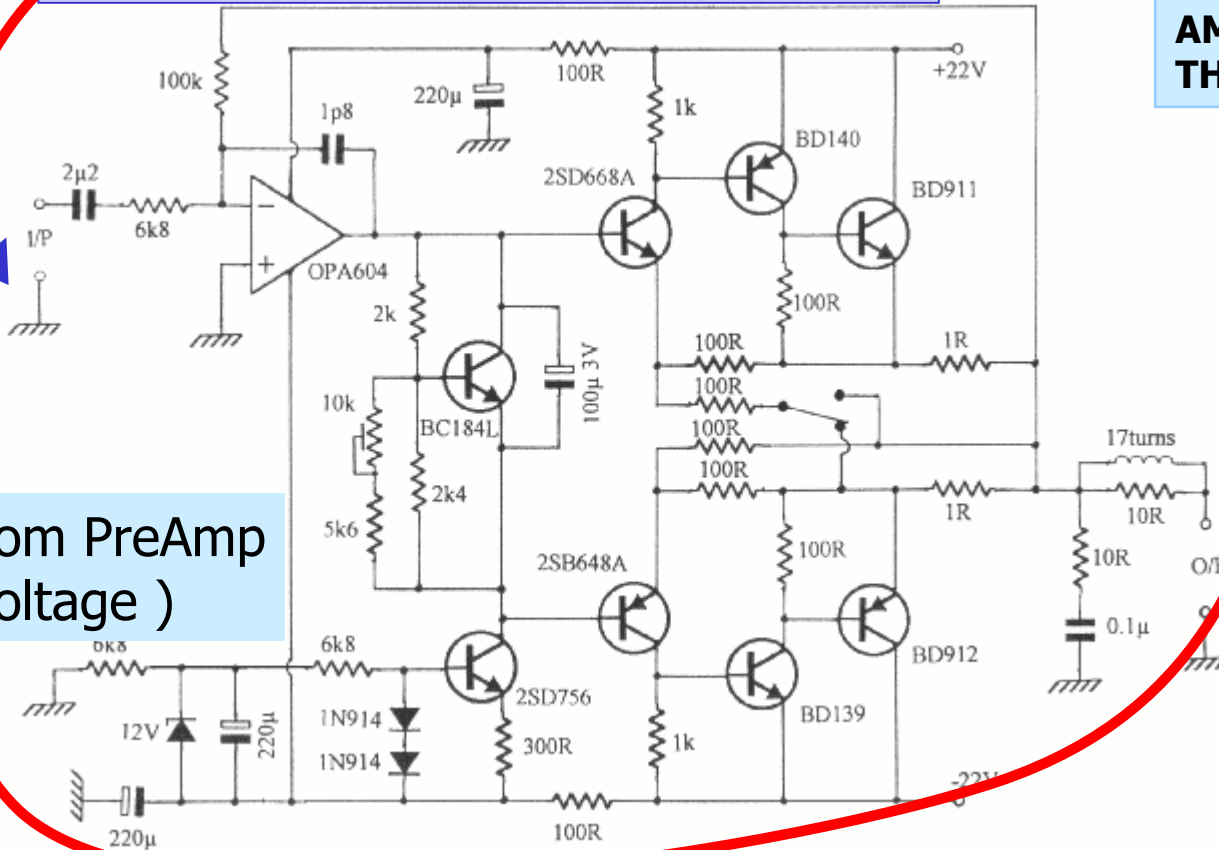 AM
TH
100k
220µ
100R
+22V
1k
BD140
1p8
2µ2
2SD668A
BD911
6k8
I/P
OPA604
2k
100R
100R
1R
100µ 3V
100R
10k
BC184L
100R
17turns
100R
2k4
1R
10R
om PreAmp
oltage )
5k6
100R
10R
O/
2SB648A
0.1µ
6k8
6k8
BD912
2SD756
12V
220µ
1N914
300R
1k
BD139
1N914
-22V
220µ
100R